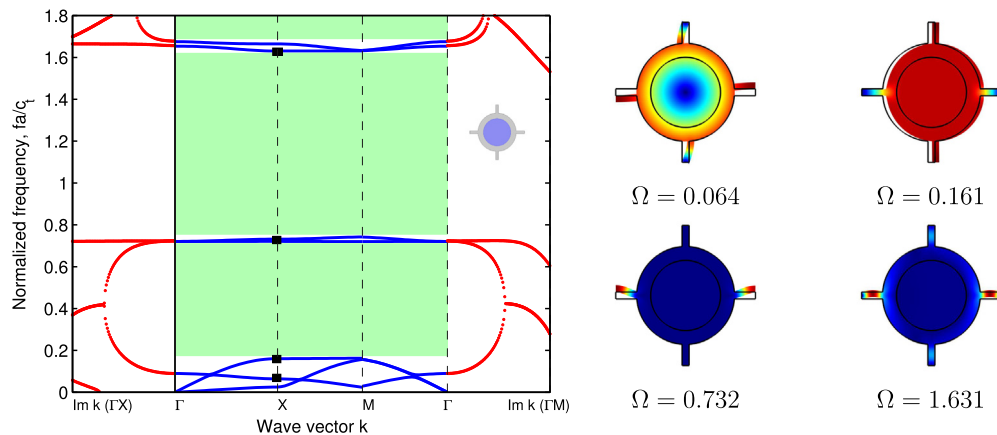 1.8
1.6
1.4
1.2
1
0.8
0.6
0.4
0.2
0
Normalized frequency, fa/c_t
Im k (ΓX)
Γ
X
M
Γ
Im k (ΓM)
Wave vector k
Ω = 0.064
Ω = 0.161
Ω = 0.732
Ω = 1.631